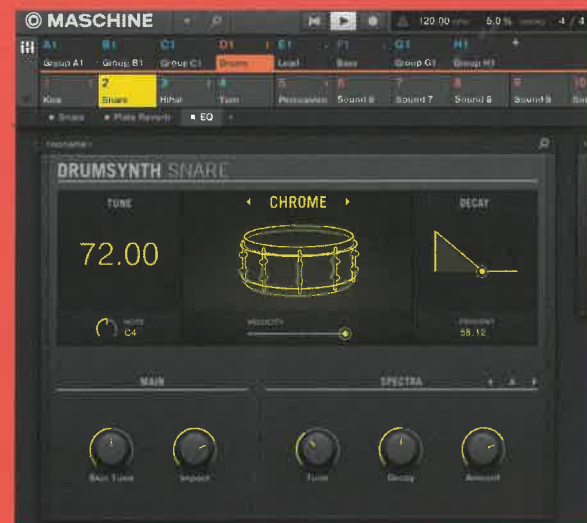 MASCHINE 120.00 5.0 % 4 / 4
A1 B1 C1 D1 E1 F1 G1 H1 +
Group A1 Group B1 Group C1 Drums Lead Bass Group G1 Group H1
1 2 3 4 5 6 7 8 9 10
Kick Snare Hihat Tom Percussion Sound 6 Sound 7 Sound 8 Sound 9
Snare Plate Reverb EQ
DRUMSYNTH SNARE
TUNE CHROME DECAY
72.00
NOTE VELOCITY
C4 58.12
MAIN SPECTRA A
Skin Tune Impact Tune Decay Amount